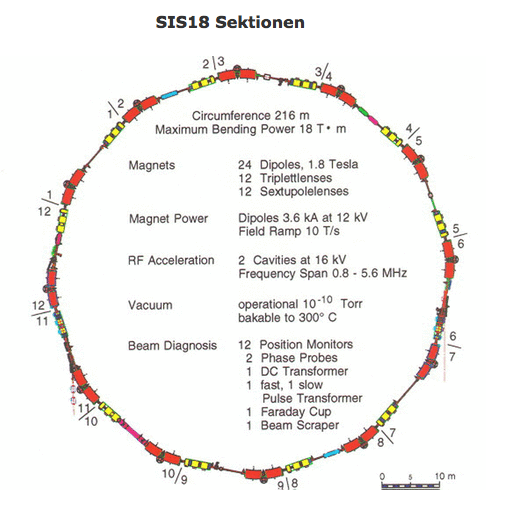 SIS18 Sektionen
2/3
3/4
1/2
4/5
Circumference 216 m
Maximum Bending Power 18 T• m
Magnets 24 Dipoles, 1.8 Tesla
12 Triplettlenses
12 Sextupolelenses
1/12
5/6
Magnet Power Dipoles 3.6 kA at 12 kV
Field Ramp 10 T/s
RF Acceleration 2 Cavities at 16 kV
Frequency Span 0.8 - 5.6 MHz
12/11
Vacuum operational 10⁻¹⁰ Torr
bakable to 300° C
6/7
Beam Diagnosis 12 Position Monitors
2 Phase Probes
1 DC Transformer
1 fast, 1 slow
Pulse Transformer
1 Faraday Cup
1 Beam Scraper
11/10
8/7
10/9
9/8
0 5 10 m